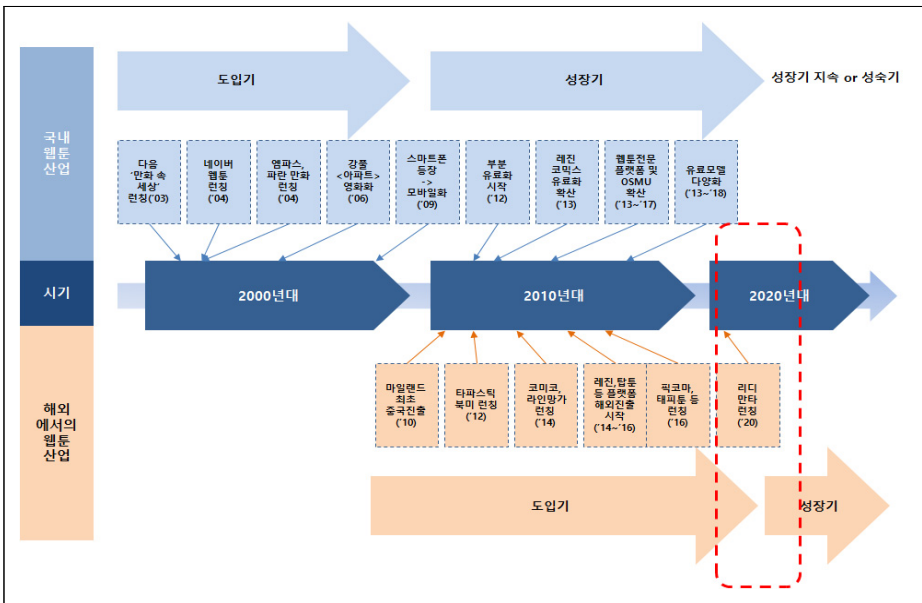 도입기
성장기
성장기 지속 or 성숙기
국내
웹툰
산업
다음
'만화 속
세상'
런칭('03)
네이버
웹툰
런칭
('04)
엠파스,
파란 만화
런칭
('04)
강풀
<아파트>
영화화
('06)
스마트폰
등장
->
모바일화
('09)
부분
유료화
시작
('12)
레진
코믹스
유료화
확산
('13)
웹툰전문
플랫폼 및
OSMU
확산
('13~'17)
유료모델
다양화
('13~'18)
시기
2000년대
2010년대
2020년대
해외
에서의
웹툰
산업
마일랜드
최초
중국진출
('10)
타파스틱
북미 런칭
('12)
코미코,
라인망가
런칭
('14)
레진,탑툰
등 플랫폼
해외진출
시작
('14~'16)
픽코마,
태피툰 등
런칭
('16)
리디
만타
런칭
('20)
도입기
성장기